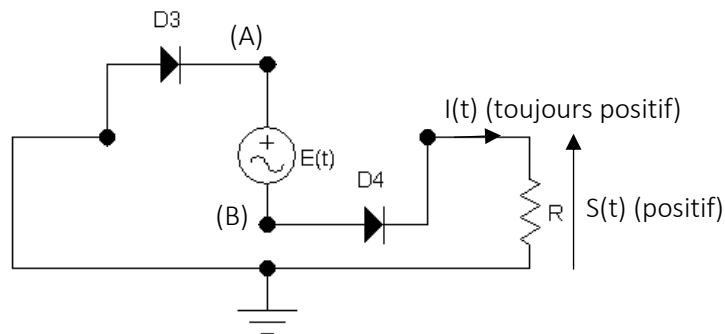 D3
(A)
I(t) (toujours positif)
+
E(t)
D4
(B)
R
S(t) (positif)